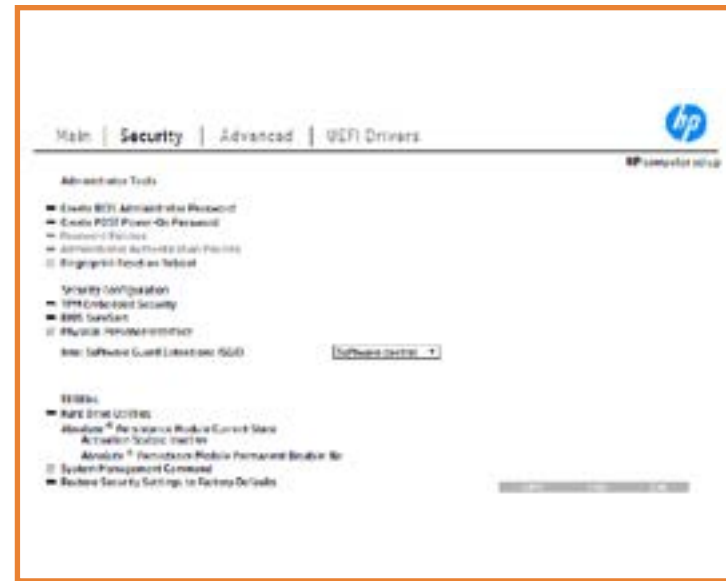 Main | Security | Advanced | UEFI Drivers
hp
HP computer setup
Administrator Tools
Create BIOS Administrator Password
Create POST Power-On Password
Password Policies
Administrator Authentication Policies
Fingerprint Reset on Reboot
Security Configuration
TPM Embedded Security
BIOS SureStart
Physical Presence Interface
Intel Software Guard Extensions (SGX) Software control
Utilities
Hard Drive Utilities
Absolute® Persistence Module Current State
Activation Status: Inactive
Absolute® Persistence Module Permanent Disable: No
System Management Command
Restore Security Settings to Factory Defaults